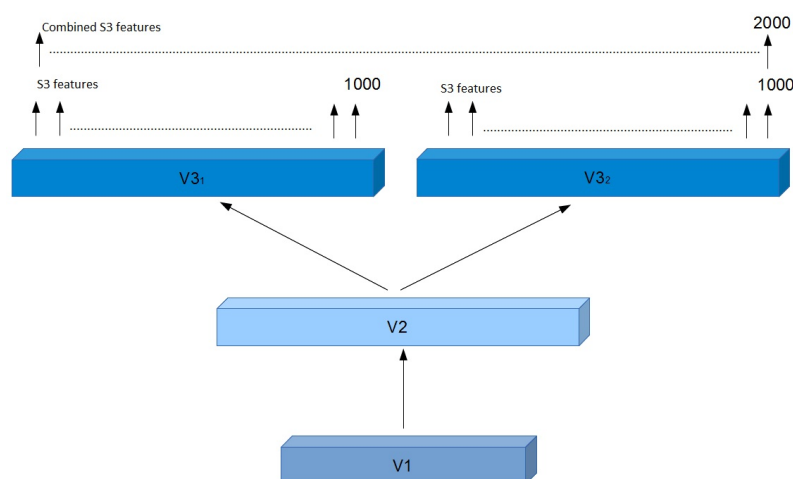 2000
Combined S3 features
S3 features
1000
S3 features
1000
V3₁
V3₂
V2
V1